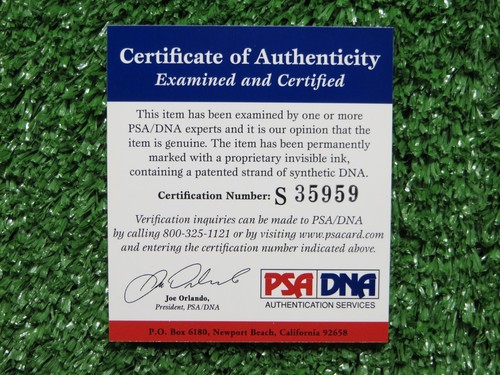 Certificate of Authenticity
Examined and Certified
This item has been examined by one or more
PSA/DNA experts and it is our opinion that the
item is genuine. The item has been permanently
marked with a proprietary invisible ink,
containing a patented strand of synthetic DNA.
Certification Number: S 35959
Verification inquiries can be made to PSA/DNA
by calling 800-325-1121 or by visiting www.psacard.com
and entering the certification number indicated above.
Joe Orlando,
President, PSA/DNA
PSA DNA
AUTHENTICATION SERVICES
P.O. Box 6180, Newport Beach, California 92658